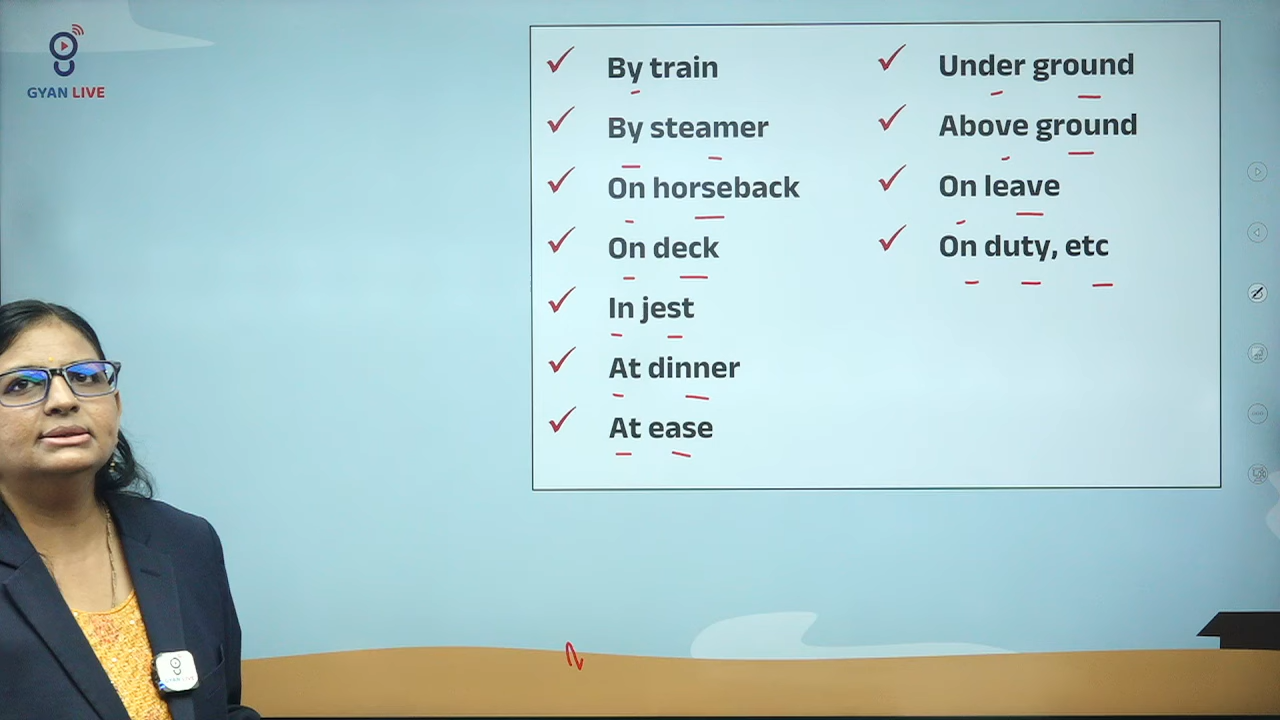 GYAN LIVE
By train
By steamer
On horseback
On deck
In jest
At dinner
At ease
Under ground
Above ground
On leave
On duty, etc